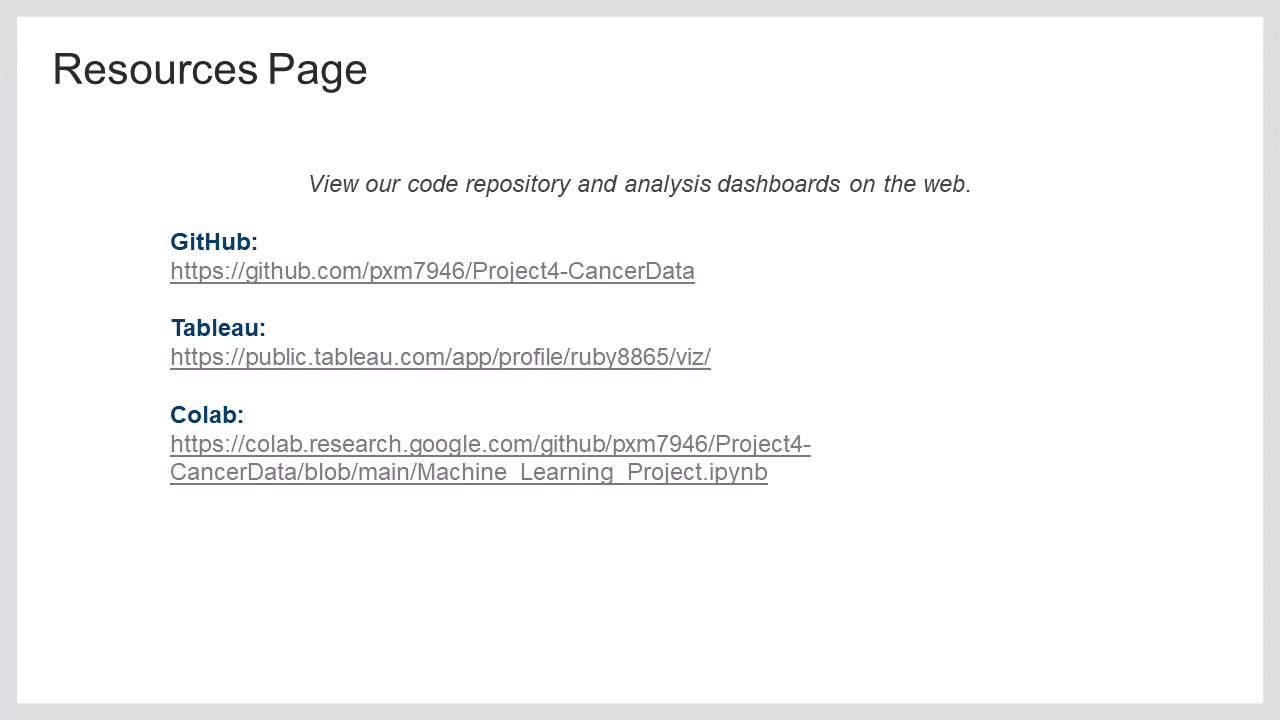 Resources Page
View our code repository and analysis dashboards on the web.
GitHub:
https://github.com/pxm7946/Project4-CancerData
Tableau:
https://public.tableau.com/app/profile/ruby8865/viz/
Colab:
https://colab.research.google.com/github/pxm7946/Project4-
CancerData/blob/main/Machine_Learning_Project.ipynb